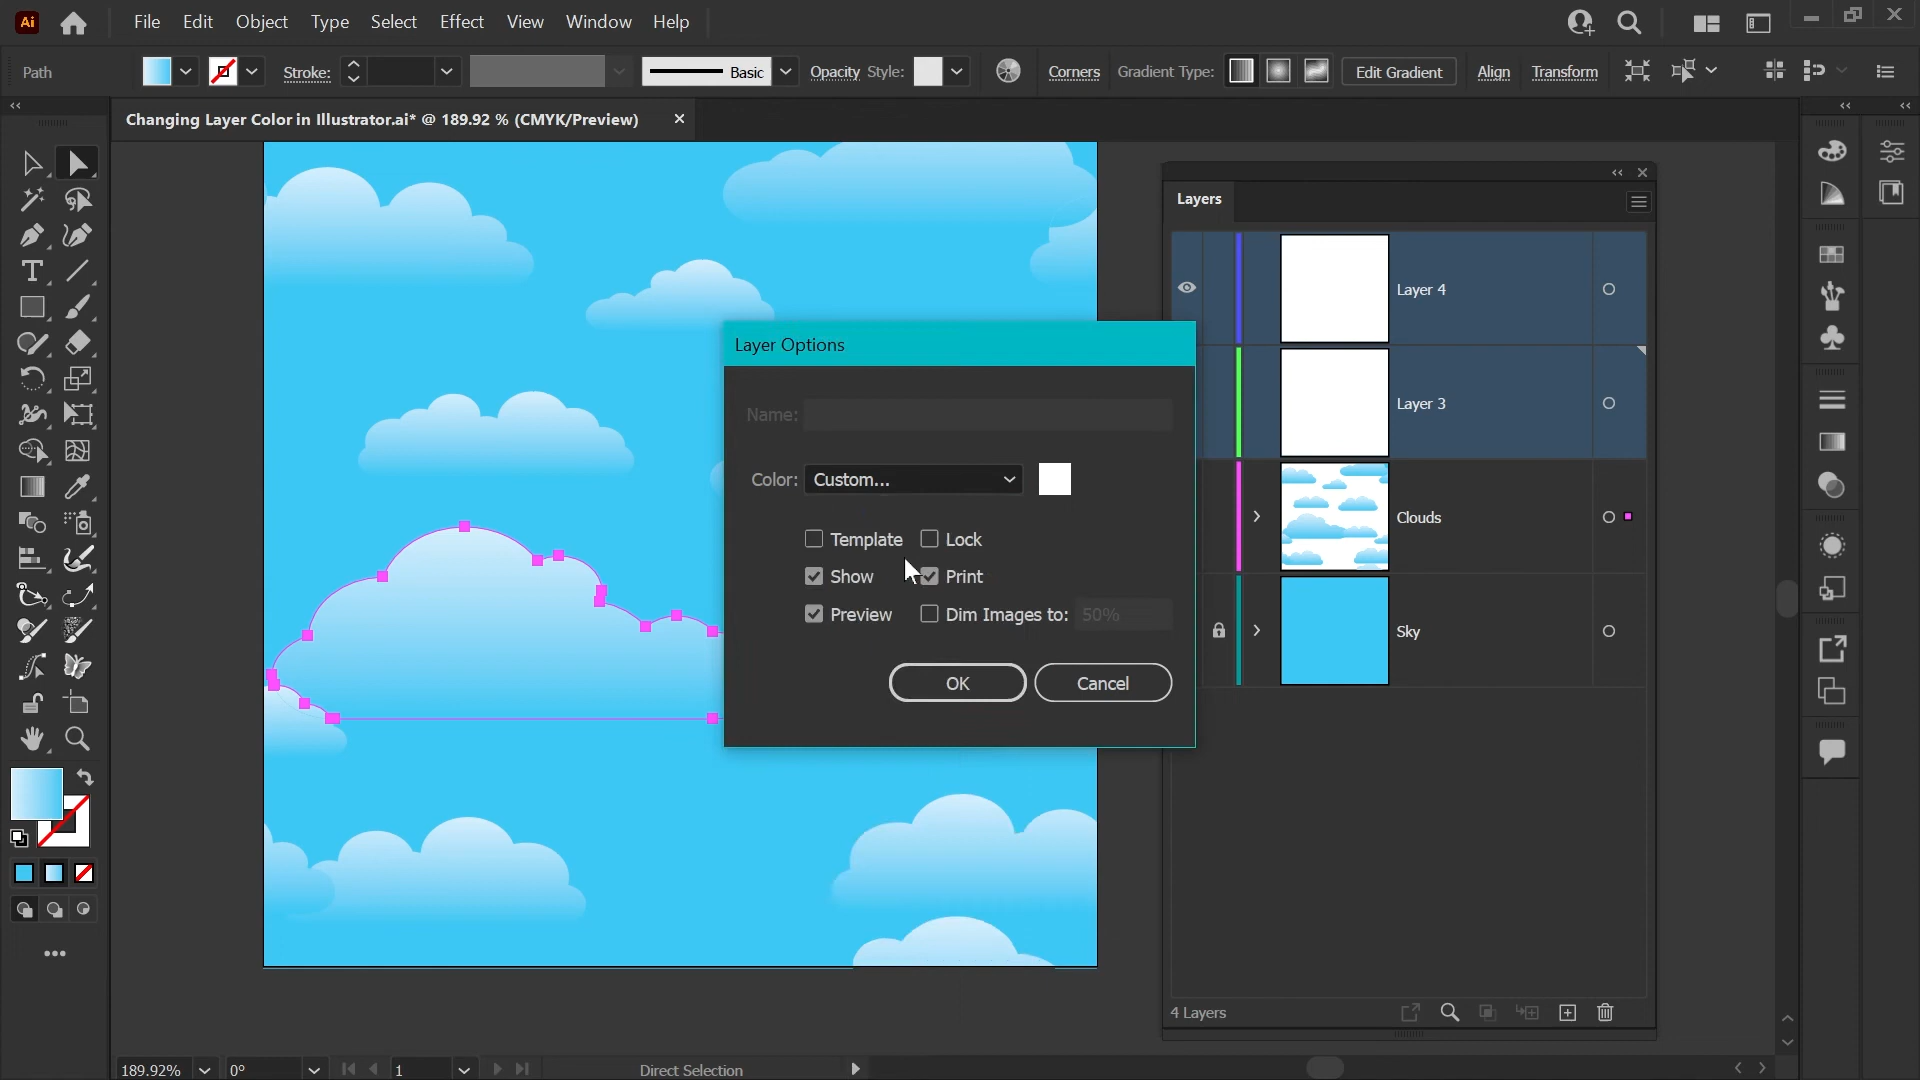 Ai File Edit Object Type Select Effect View Window Help
Path Stroke: Basic Opacity Style: Corners Gradient Type: Edit Gradient Align Transform
Changing Layer Color in Illustrator.ai* @ 189.92 % (CMYK/Preview)
Layers
Layer 4
Layer Options
Layer 3
Name:
Color: Custom...
Clouds
Template Lock
Show Print
Preview Dim Images to: 50%
Sky
OK Cancel
4 Layers
189.92% 0° 1 Direct Selection